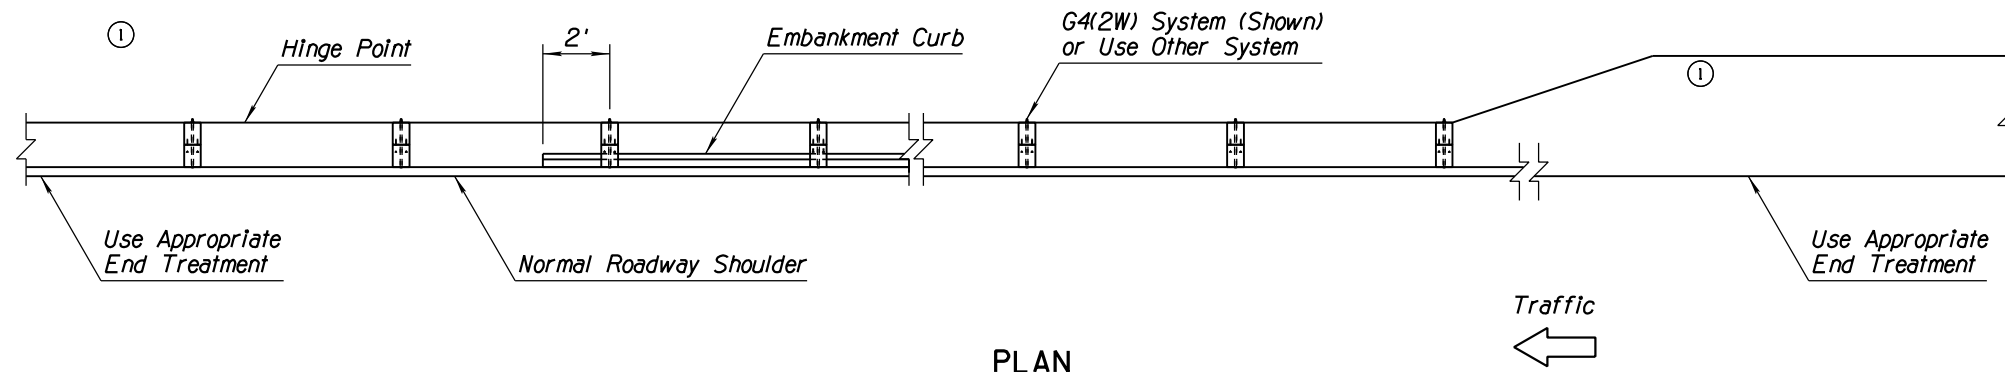 1
Hinge Point
2'
Embankment Curb
G4(2W) System (Shown)
or Use Other System
1
Use Appropriate
End Treatment
Normal Roadway Shoulder
Use Appropriate
End Treatment
Traffic
PLAN